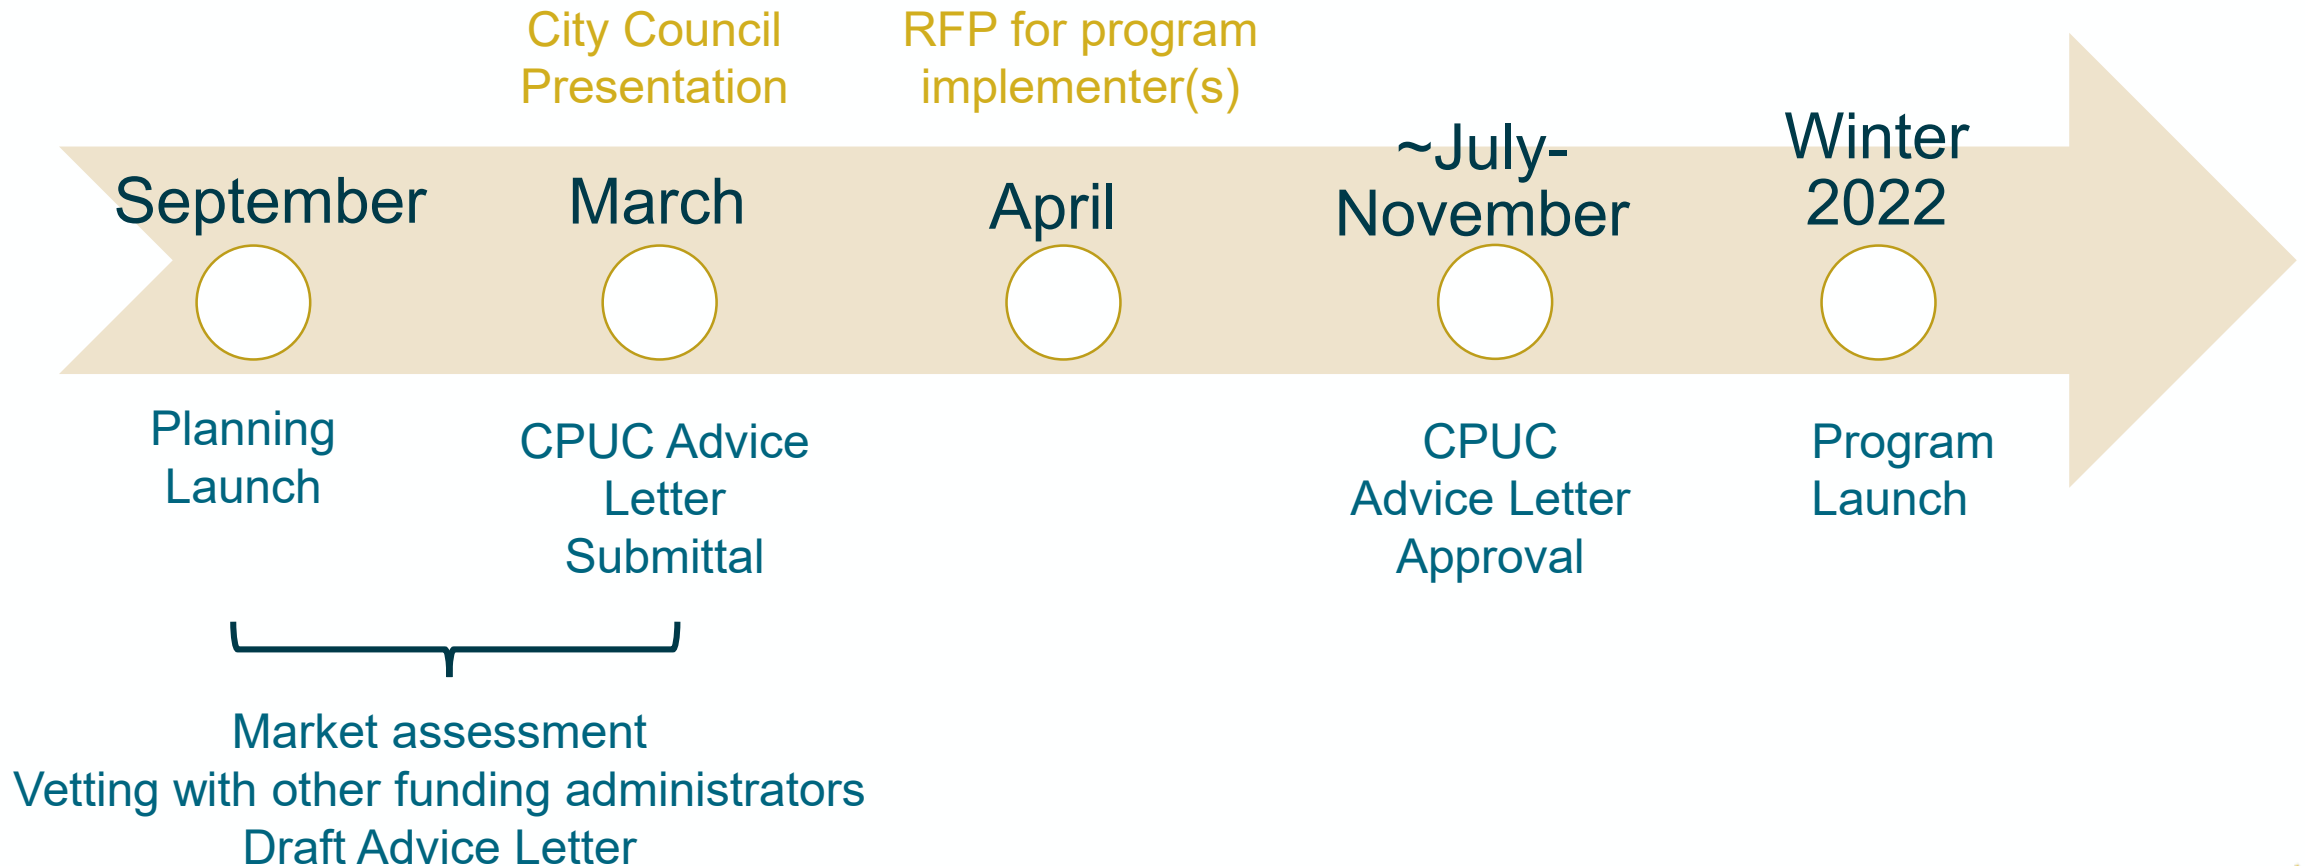 City Council
Presentation
RFP for program
implementer(s)
September
March
April
~July-
November
Winter
2022
Planning
Launch
CPUC Advice
Letter
Submittal
CPUC
Advice Letter
Approval
Program
Launch
Market assessment
Vetting with other funding administrators
Draft Advice Letter